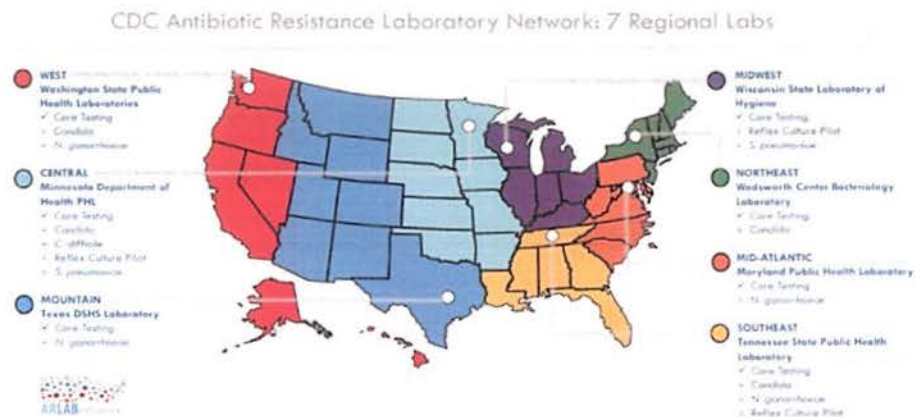 CDC Antibiotic Resistance Laboratory Network: 7 Regional Labs
WEST
Washington State Public
Health Laboratories
✓ Core Testing
+ Candida
+ N. gonorrhoeae
CENTRAL
Minnesota Department of
Health PHL
✓ Core Testing
+ Candida
+ C. difficile
+ Reflex Culture Pilot
+ S. pneumoniae
MOUNTAIN
Texas DSHS Laboratory
✓ Core Testing
+ N. gonorrhoeae
ARLAB
MIDWEST
Wisconsin State Laboratory of
Hygiene
✓ Core Testing
+ Reflex Culture Pilot
+ S. pneumoniae
NORTHEAST
Wadsworth Center Bacteriology
Laboratory
✓ Core Testing
+ Candida
MID-ATLANTIC
Maryland Public Health Laboratory
✓ Core Testing
+ N. gonorrhoeae
SOUTHEAST
Tennessee State Public Health
Laboratory
✓ Core Testing
+ Candida
+ N. gonorrhoeae
+ Reflex Culture Pilot